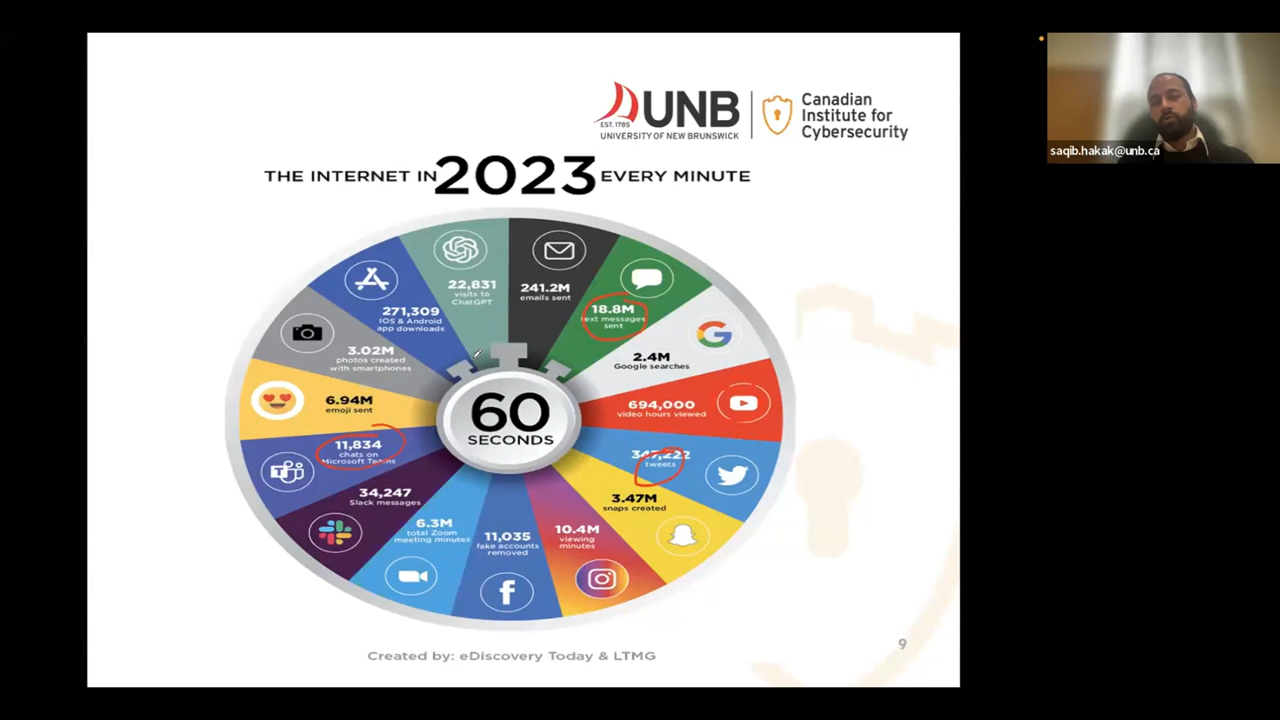 UNB
EST. 1785
UNIVERSITY OF NEW BRUNSWICK
Canadian
Institute for
Cybersecurity
saqib.hakak@unb.ca
THE INTERNET IN 2023 EVERY MINUTE
22,831
visits to
ChatGPT
241.2M
emails sent
18.8M
text messages
sent
2.4M
Google searches
694,000
video hours viewed
347,222
tweets
3.47M
snaps created
10.4M
viewing
minutes
11,035
fake accounts
removed
6.3M
total Zoom
meeting minutes
34,247
Slack messages
11,834
chats on
Microsoft Teams
6.94M
emoji sent
3.02M
photos created
with smartphones
271,309
IOS & Android
app downloads
60
SECONDS
Created by: eDiscovery Today & LTMG
9